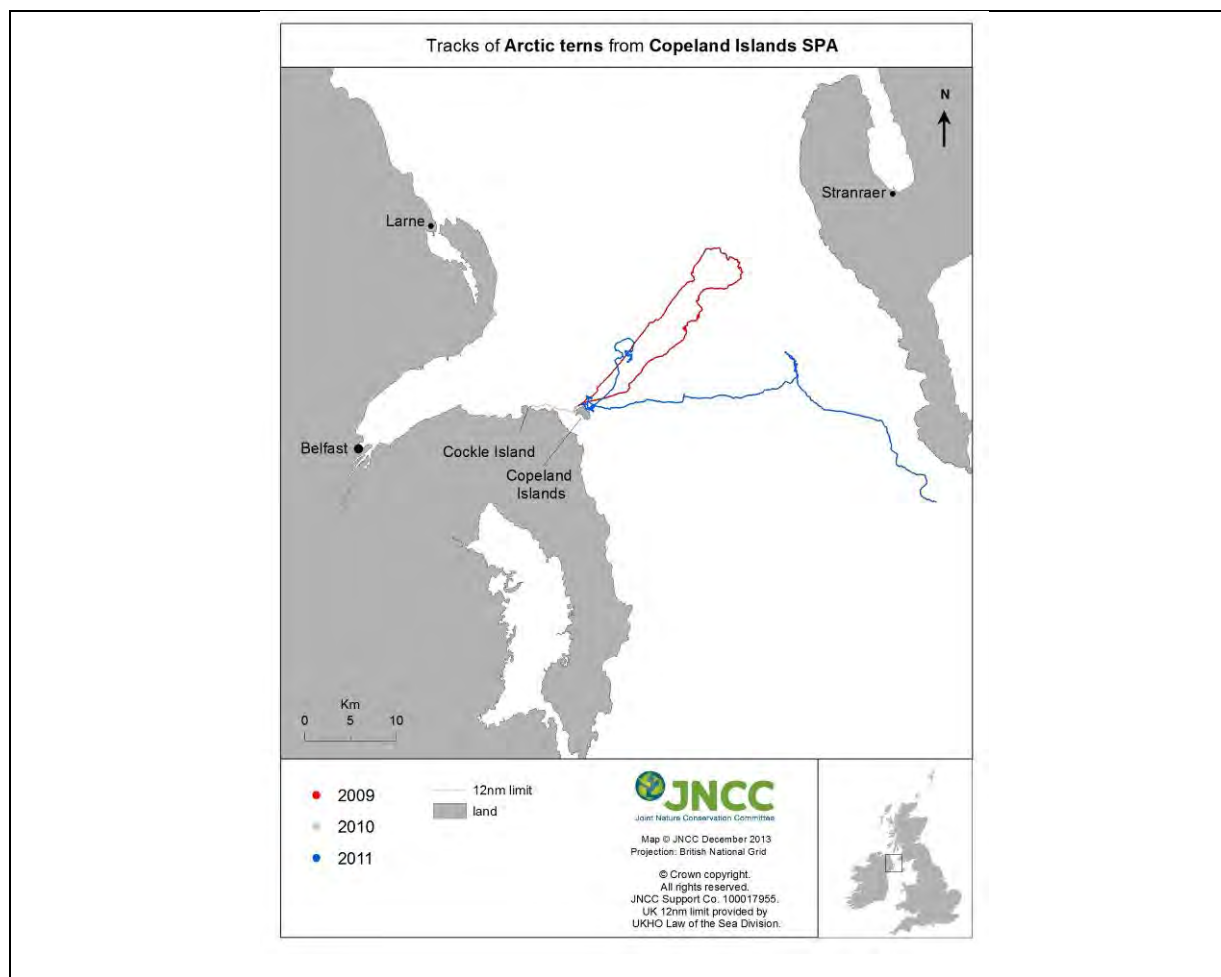 Tracks of Arctic terns from Copeland Islands SPA
N
Stranraer
Larne
Belfast
Cockle Island
Copeland
Islands
Km
0 5 10
2009
2010
2011
12nm limit
land
JNCC
Joint Nature Conservation Committee
Map © JNCC December 2013
Projection: British National Grid
© Crown copyright.
All rights reserved.
JNCC Support Co. 100017955.
UK 12nm limit provided by
UKHO Law of the Sea Division.